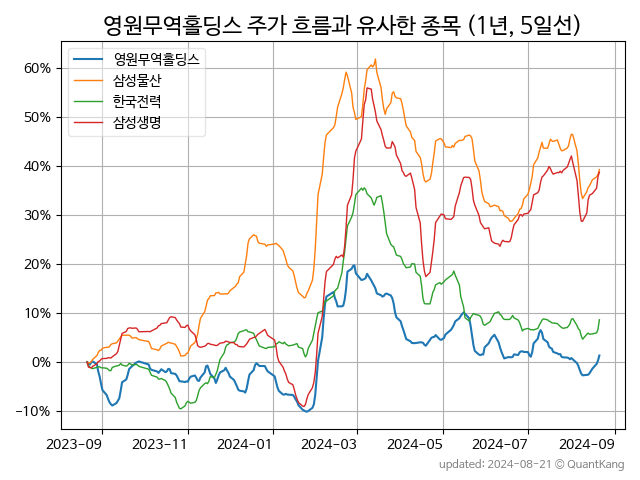 영원무역홀딩스 주가 흐름과 유사한 종목 (1년, 5일선)
영원무역홀딩스
삼성물산
한국전력
삼성생명
60%
50%
40%
30%
20%
10%
0%
−10%
2023-09 2023-11 2024-01 2024-03 2024-05 2024-07 2024-09
updated: 2024-08-21 © QuantKang